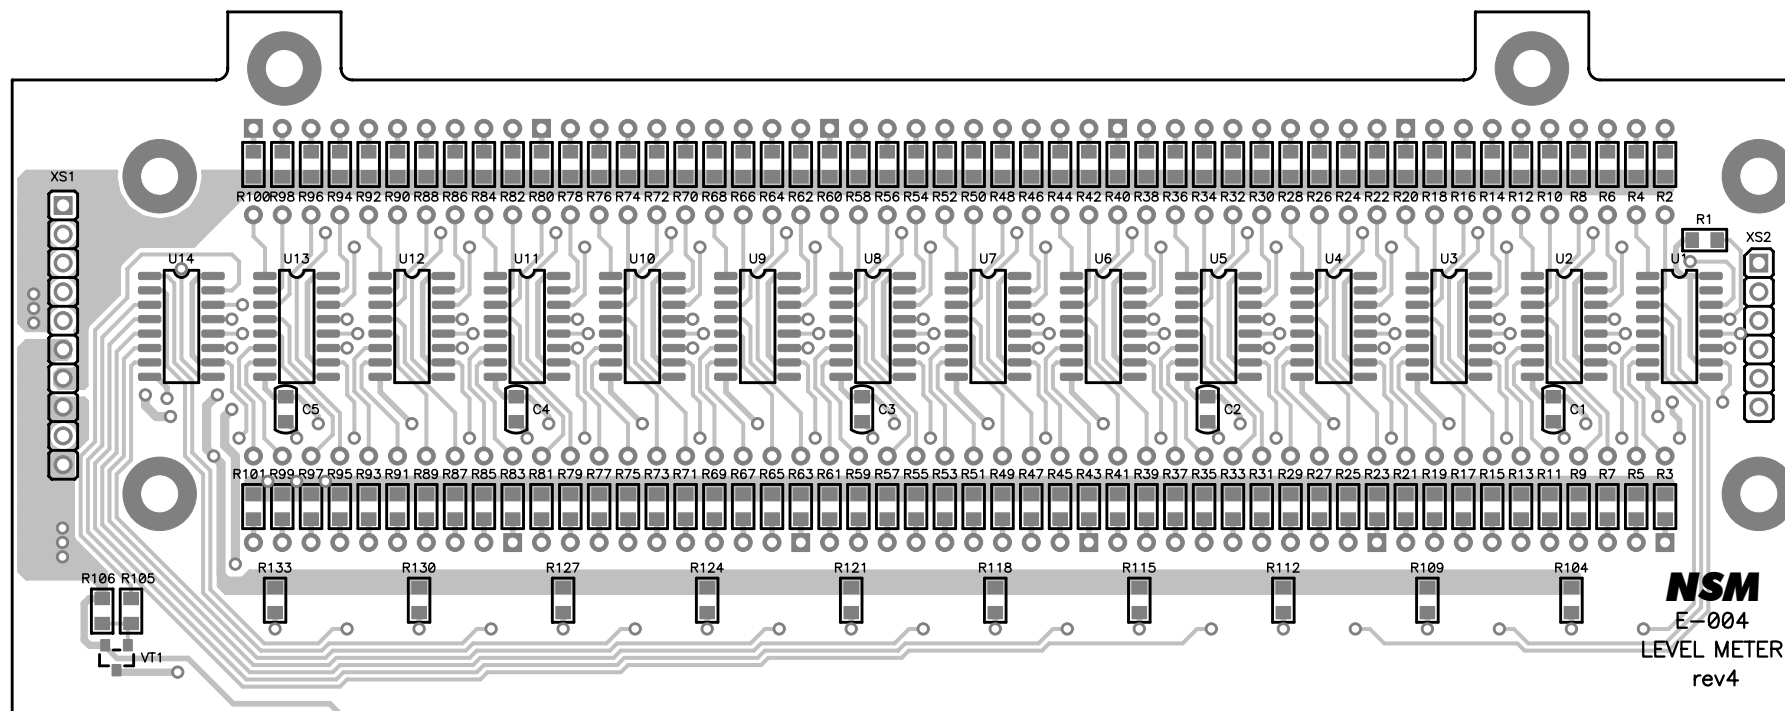 XS1
R100 R98 R96 R94 R92 R90 R88 R86 R84 R82 R80 R78 R76 R74 R72 R70 R68 R66 R64 R62 R60 R58 R56 R54 R52 R50 R48 R46 R44 R42 R40 R38 R36 R34 R32 R30 R28 R26 R24 R22 R20 R18 R16 R14 R12 R10 R8 R6 R4 R2
R1
XS2
U14 U13 U12 U11 U10 U9 U8 U7 U6 U5 U4 U3 U2 U1
C5 C4 C3 C2 C1
R101 R99 R97 R95 R93 R91 R89 R87 R85 R83 R81 R79 R77 R75 R73 R71 R69 R67 R65 R63 R61 R59 R57 R55 R53 R51 R49 R47 R45 R43 R41 R39 R37 R35 R33 R31 R29 R27 R25 R23 R21 R19 R17 R15 R13 R11 R9 R7 R5 R3
R133 R130 R127 R124 R121 R118 R115 R112 R109 R104
R106 R105
VT1
NSM
E-004
LEVEL METER
rev4